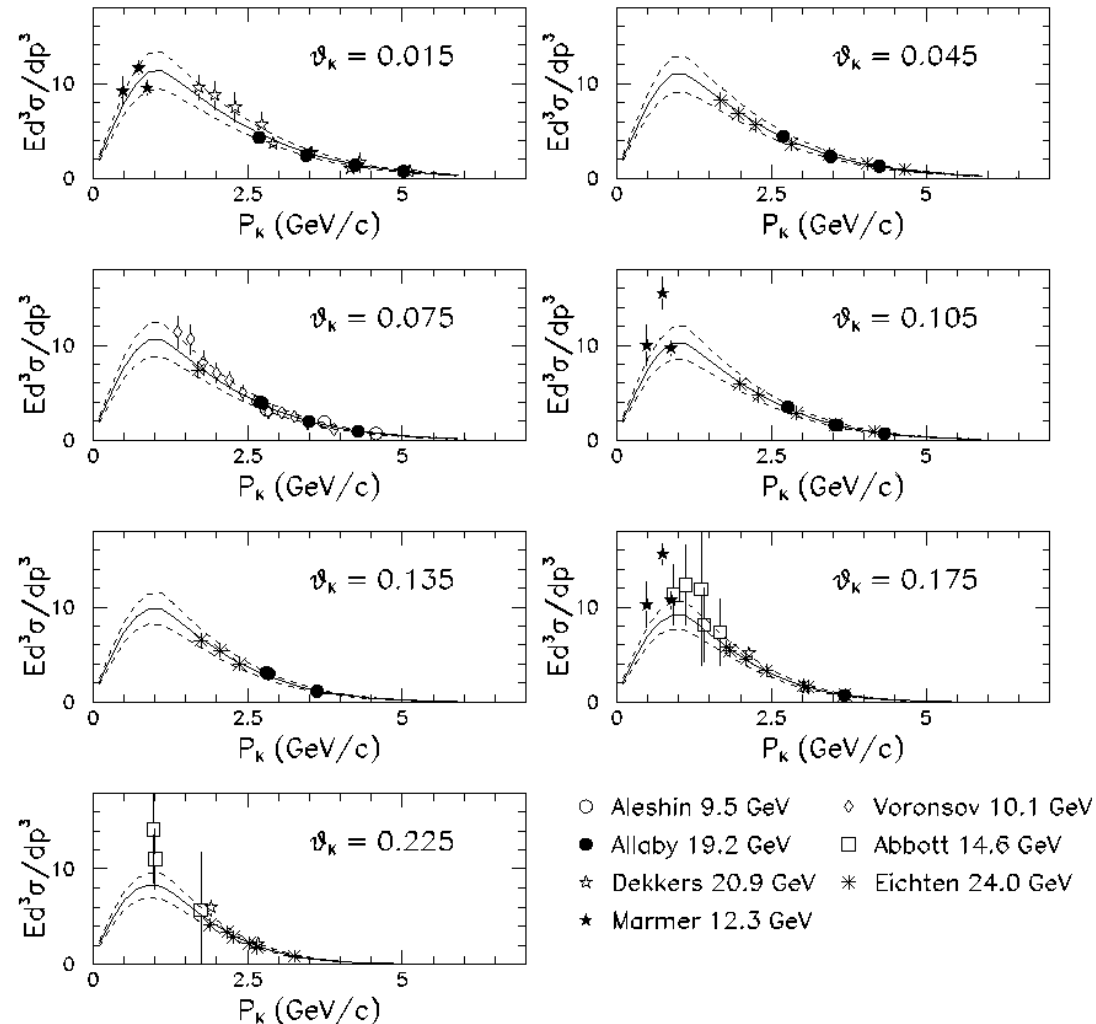 Ed³σ/dp³
ϑ_K = 0.015
10
0
0 2.5 5
P_K (GeV/c)
Ed³σ/dp³
ϑ_K = 0.045
10
0
0 2.5 5
P_K (GeV/c)
Ed³σ/dp³
ϑ_K = 0.075
10
0
0 2.5 5
P_K (GeV/c)
Ed³σ/dp³
ϑ_K = 0.105
10
0
0 2.5 5
P_K (GeV/c)
Ed³σ/dp³
ϑ_K = 0.135
10
0
0 2.5 5
P_K (GeV/c)
Ed³σ/dp³
ϑ_K = 0.175
10
0
0 2.5 5
P_K (GeV/c)
Ed³σ/dp³
ϑ_K = 0.225
10
0
0 2.5 5
P_K (GeV/c)
Aleshin 9.5 GeV
Voronsov 10.1 GeV
Allaby 19.2 GeV
Abbott 14.6 GeV
Dekkers 20.9 GeV
Eichten 24.0 GeV
Marmer 12.3 GeV